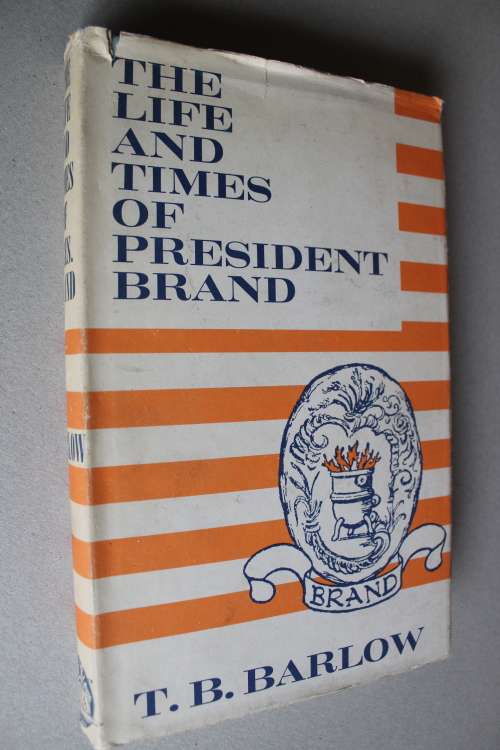 THE
LIFE
AND
TIMES
OF
PRESIDENT
BRAND
BRAND
T. B. BARLOW